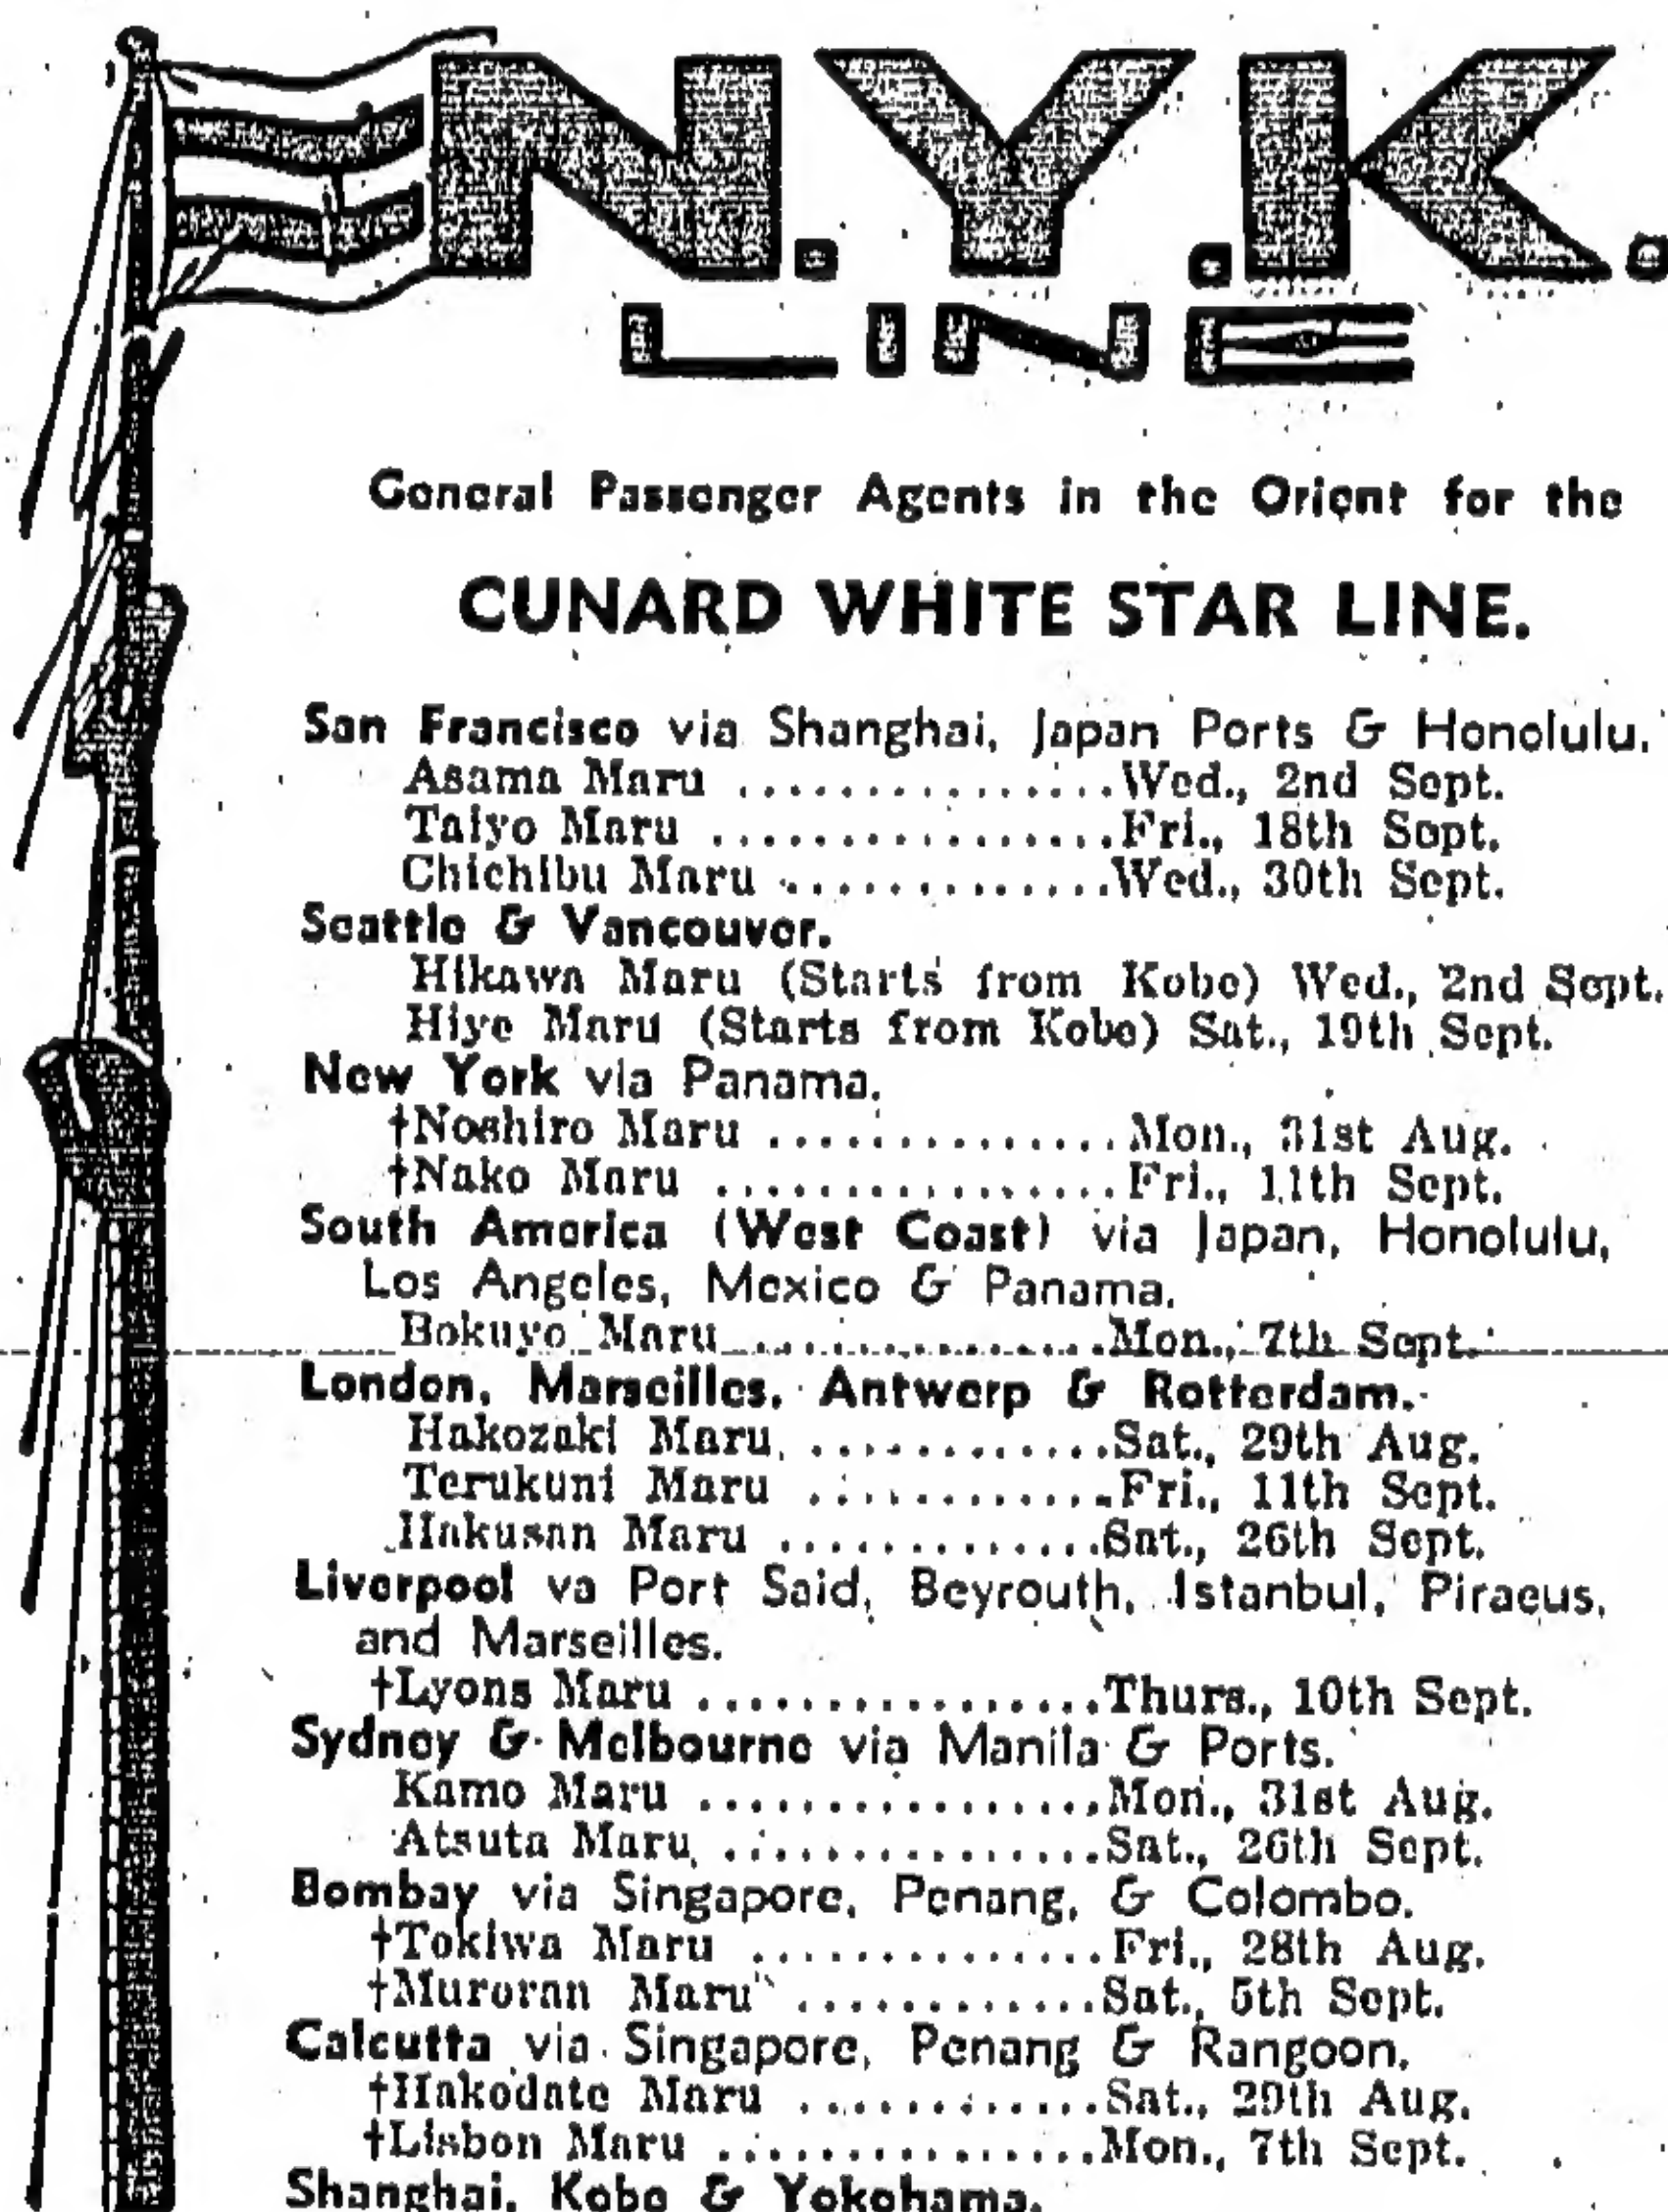 N.Y.K.
LINE
General Passenger Agents in the Orient for the
CUNARD WHITE STAR LINE.
San Francisco via Shanghai, Japan Ports & Honolulu.
Asama Maru ................Wed., 2nd Sept.
Taiyo Maru .................Fri., 18th Sept.
Chichibu Maru ..............Wed., 30th Sept.
Seattle & Vancouver.
Hikawa Maru (Starts from Kobe) Wed., 2nd Sept.
Hiye Maru (Starts from Kobe) Sat., 19th Sept.
New York via Panama.
†Noshiro Maru ...............Mon., 31st Aug.
†Nako Maru .................Fri., 11th Sept.
South America (West Coast) via Japan, Honolulu,
Los Angeles, Mexico & Panama.
Bokuyo Maru ................Mon., 7th Sept.
London, Marseilles, Antwerp & Rotterdam.
Hakozaki Maru .............Sat., 29th Aug.
Terukuni Maru .............Fri., 11th Sept.
Hakusan Maru ..............Sat., 26th Sept.
Liverpool va Port Said, Beyrouth, Istanbul, Piraeus,
and Marseilles.
†Lyons Maru .................Thurs., 10th Sept.
Sydney & Melbourne via Manila & Ports.
Kamo Maru .................Mon., 31st Aug.
Atsuta Maru ................Sat., 26th Sept.
Bombay via Singapore, Penang, & Colombo.
†Tokiwa Maru ...............Fri., 28th Aug.
†Muroran Maru .............Sat., 5th Sept.
Calcutta via Singapore, Penang & Rangoon.
†Hakodate Maru .............Sat., 29th Aug.
†Lisbon Maru ................Mon., 7th Sept.
Shanghai, Kobe & Yokohama.